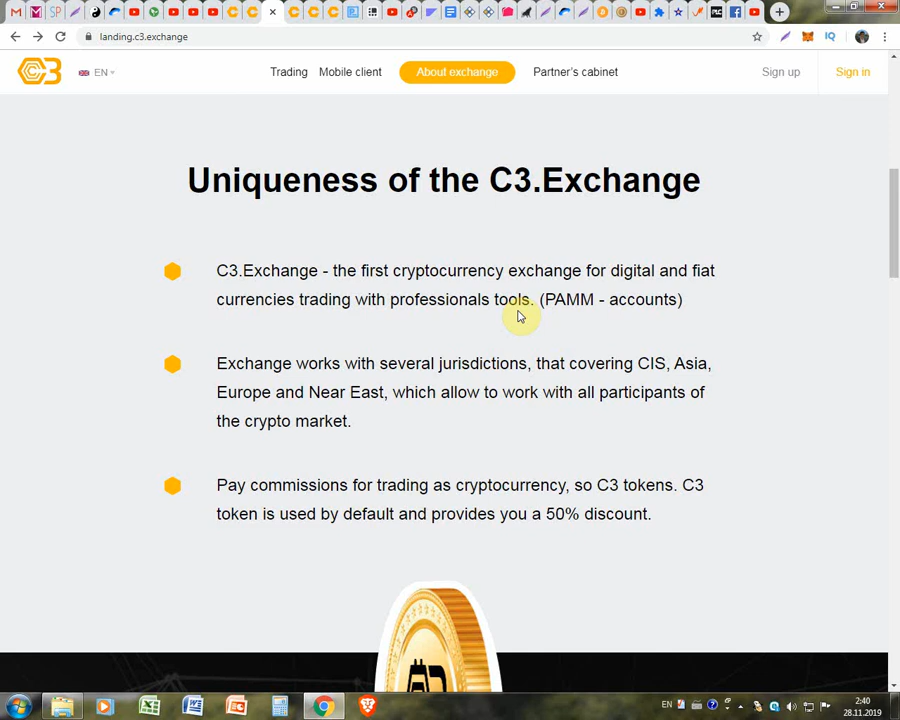 landing.c3.exchange
IQ
EN
Trading
Mobile client
About exchange
Partner's cabinet
Sign up
Sign in
Uniqueness of the C3.Exchange
C3.Exchange - the first cryptocurrency exchange for digital and fiat
currencies trading with professionals tools. (PAMM - accounts)
Exchange works with several jurisdictions, that covering CIS, Asia,
Europe and Near East, which allow to work with all participants of
the crypto market.
Pay commissions for trading as cryptocurrency, so C3 tokens. C3
token is used by default and provides you a 50% discount.
EN
2:40
28.11.2019